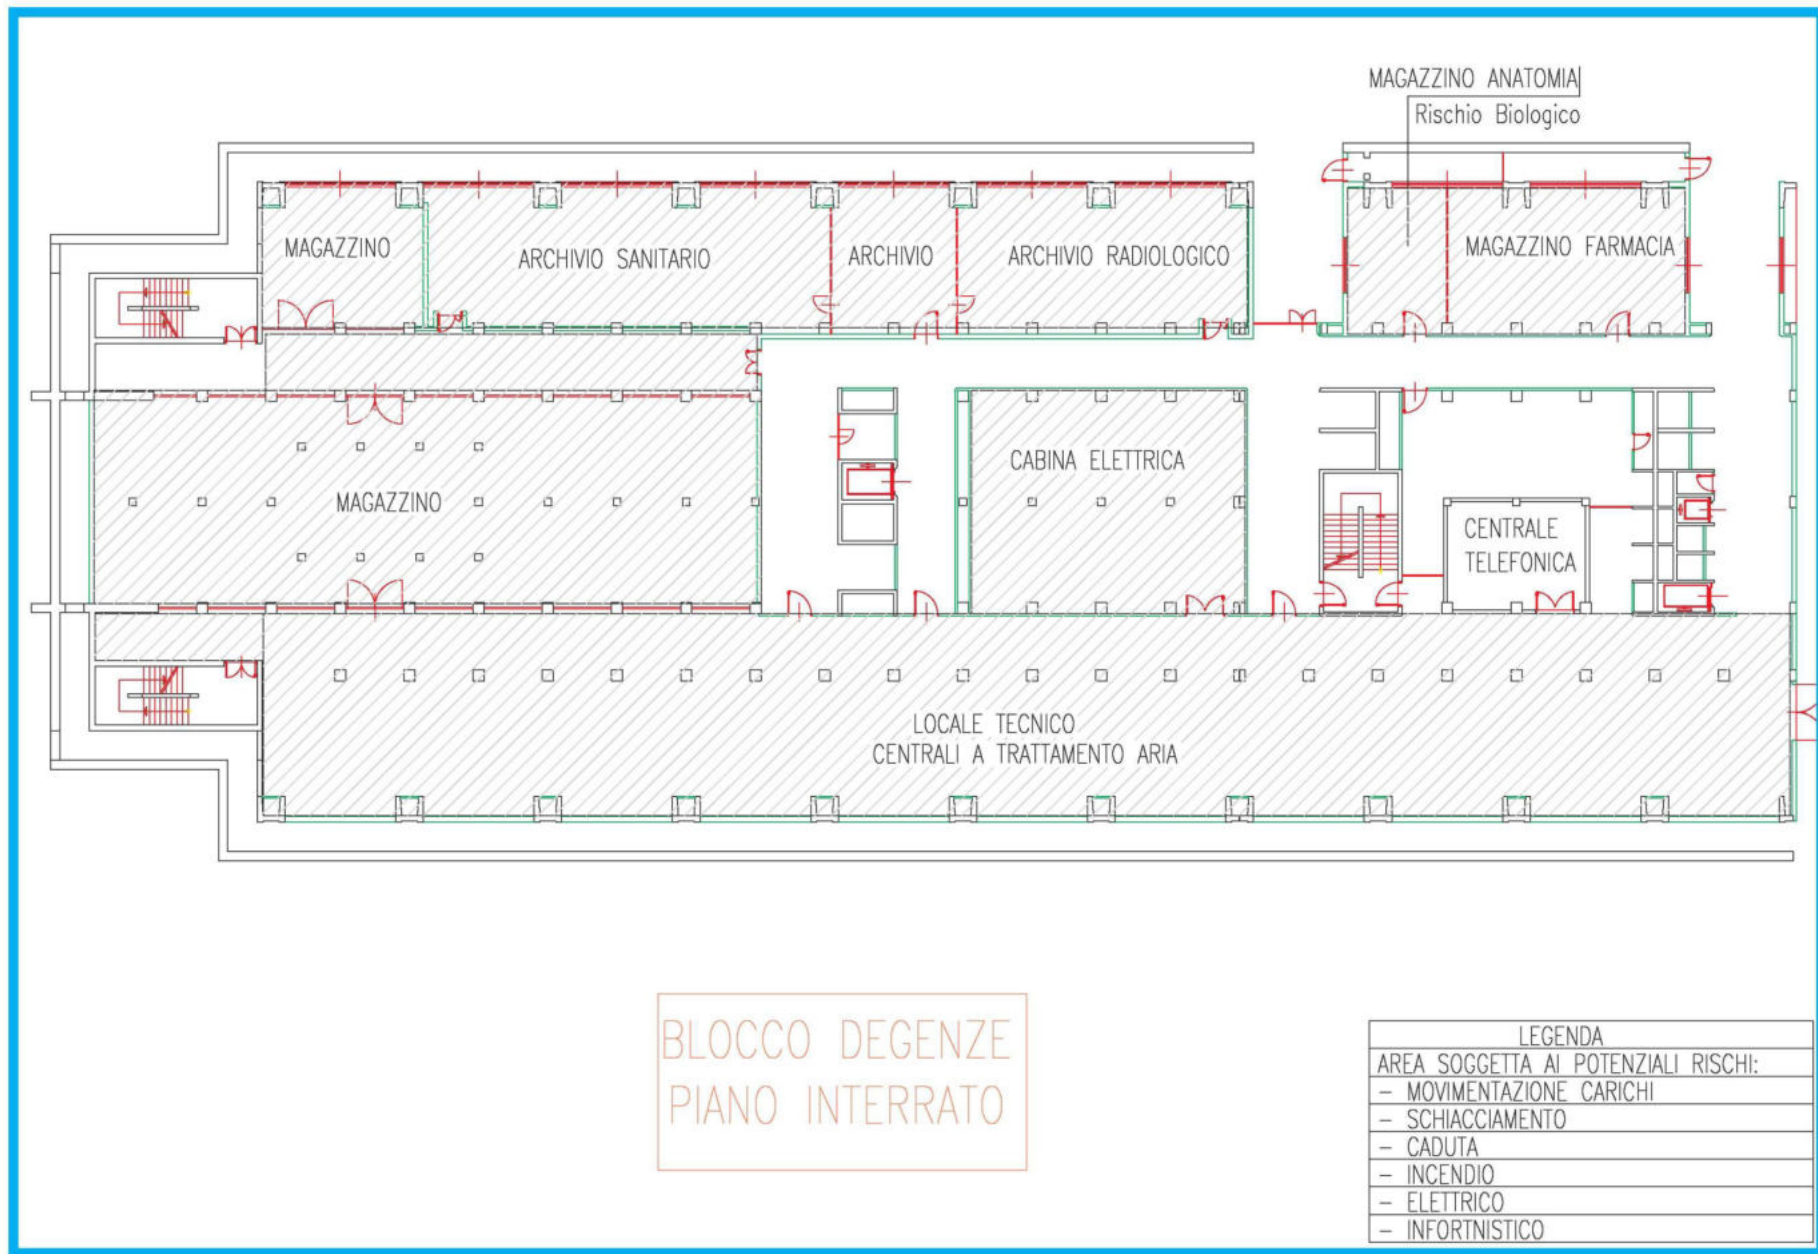 MAGAZZINO ANATOMIA
Rischio Biologico
MAGAZZINO
ARCHIVIO SANITARIO
ARCHIVIO
ARCHIVIO RADIOLOGICO
MAGAZZINO FARMACIA
MAGAZZINO
CABINA ELETTRICA
CENTRALE
TELEFONICA
LOCALE TECNICO
CENTRALI A TRATTAMENTO ARIA
BLOCCO DEGENZE
PIANO INTERRATO
LEGENDA
AREA SOGGETTA AI POTENZIALI RISCHI:
– MOVIMENTAZIONE CARICHI
– SCHIACCIAMENTO
– CADUTA
– INCENDIO
– ELETTRICO
– INFORTNISTICO